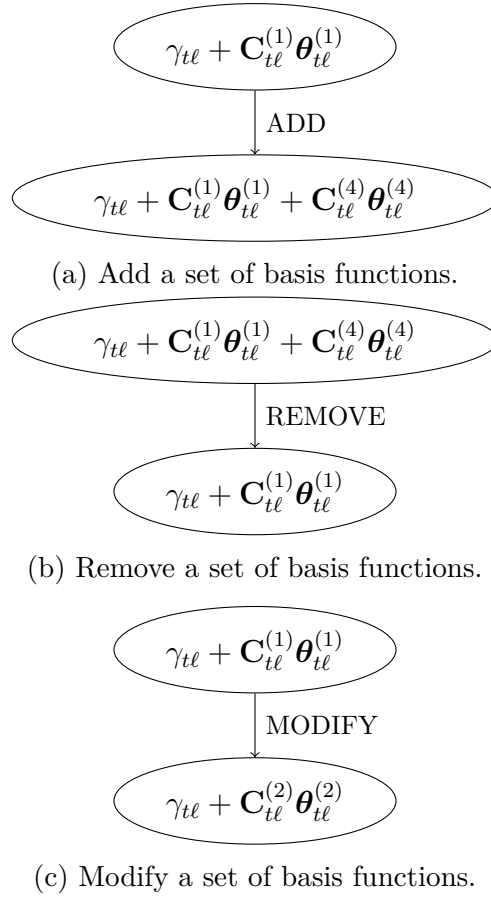 γ_{tℓ} + 𝐂_{tℓ}^{(1)} 𝛉_{tℓ}^{(1)}
ADD
γ_{tℓ} + 𝐂_{tℓ}^{(1)} 𝛉_{tℓ}^{(1)} + 𝐂_{tℓ}^{(4)} 𝛉_{tℓ}^{(4)}
(a) Add a set of basis functions.
γ_{tℓ} + 𝐂_{tℓ}^{(1)} 𝛉_{tℓ}^{(1)} + 𝐂_{tℓ}^{(4)} 𝛉_{tℓ}^{(4)}
REMOVE
γ_{tℓ} + 𝐂_{tℓ}^{(1)} 𝛉_{tℓ}^{(1)}
(b) Remove a set of basis functions.
γ_{tℓ} + 𝐂_{tℓ}^{(1)} 𝛉_{tℓ}^{(1)}
MODIFY
γ_{tℓ} + 𝐂_{tℓ}^{(2)} 𝛉_{tℓ}^{(2)}
(c) Modify a set of basis functions.